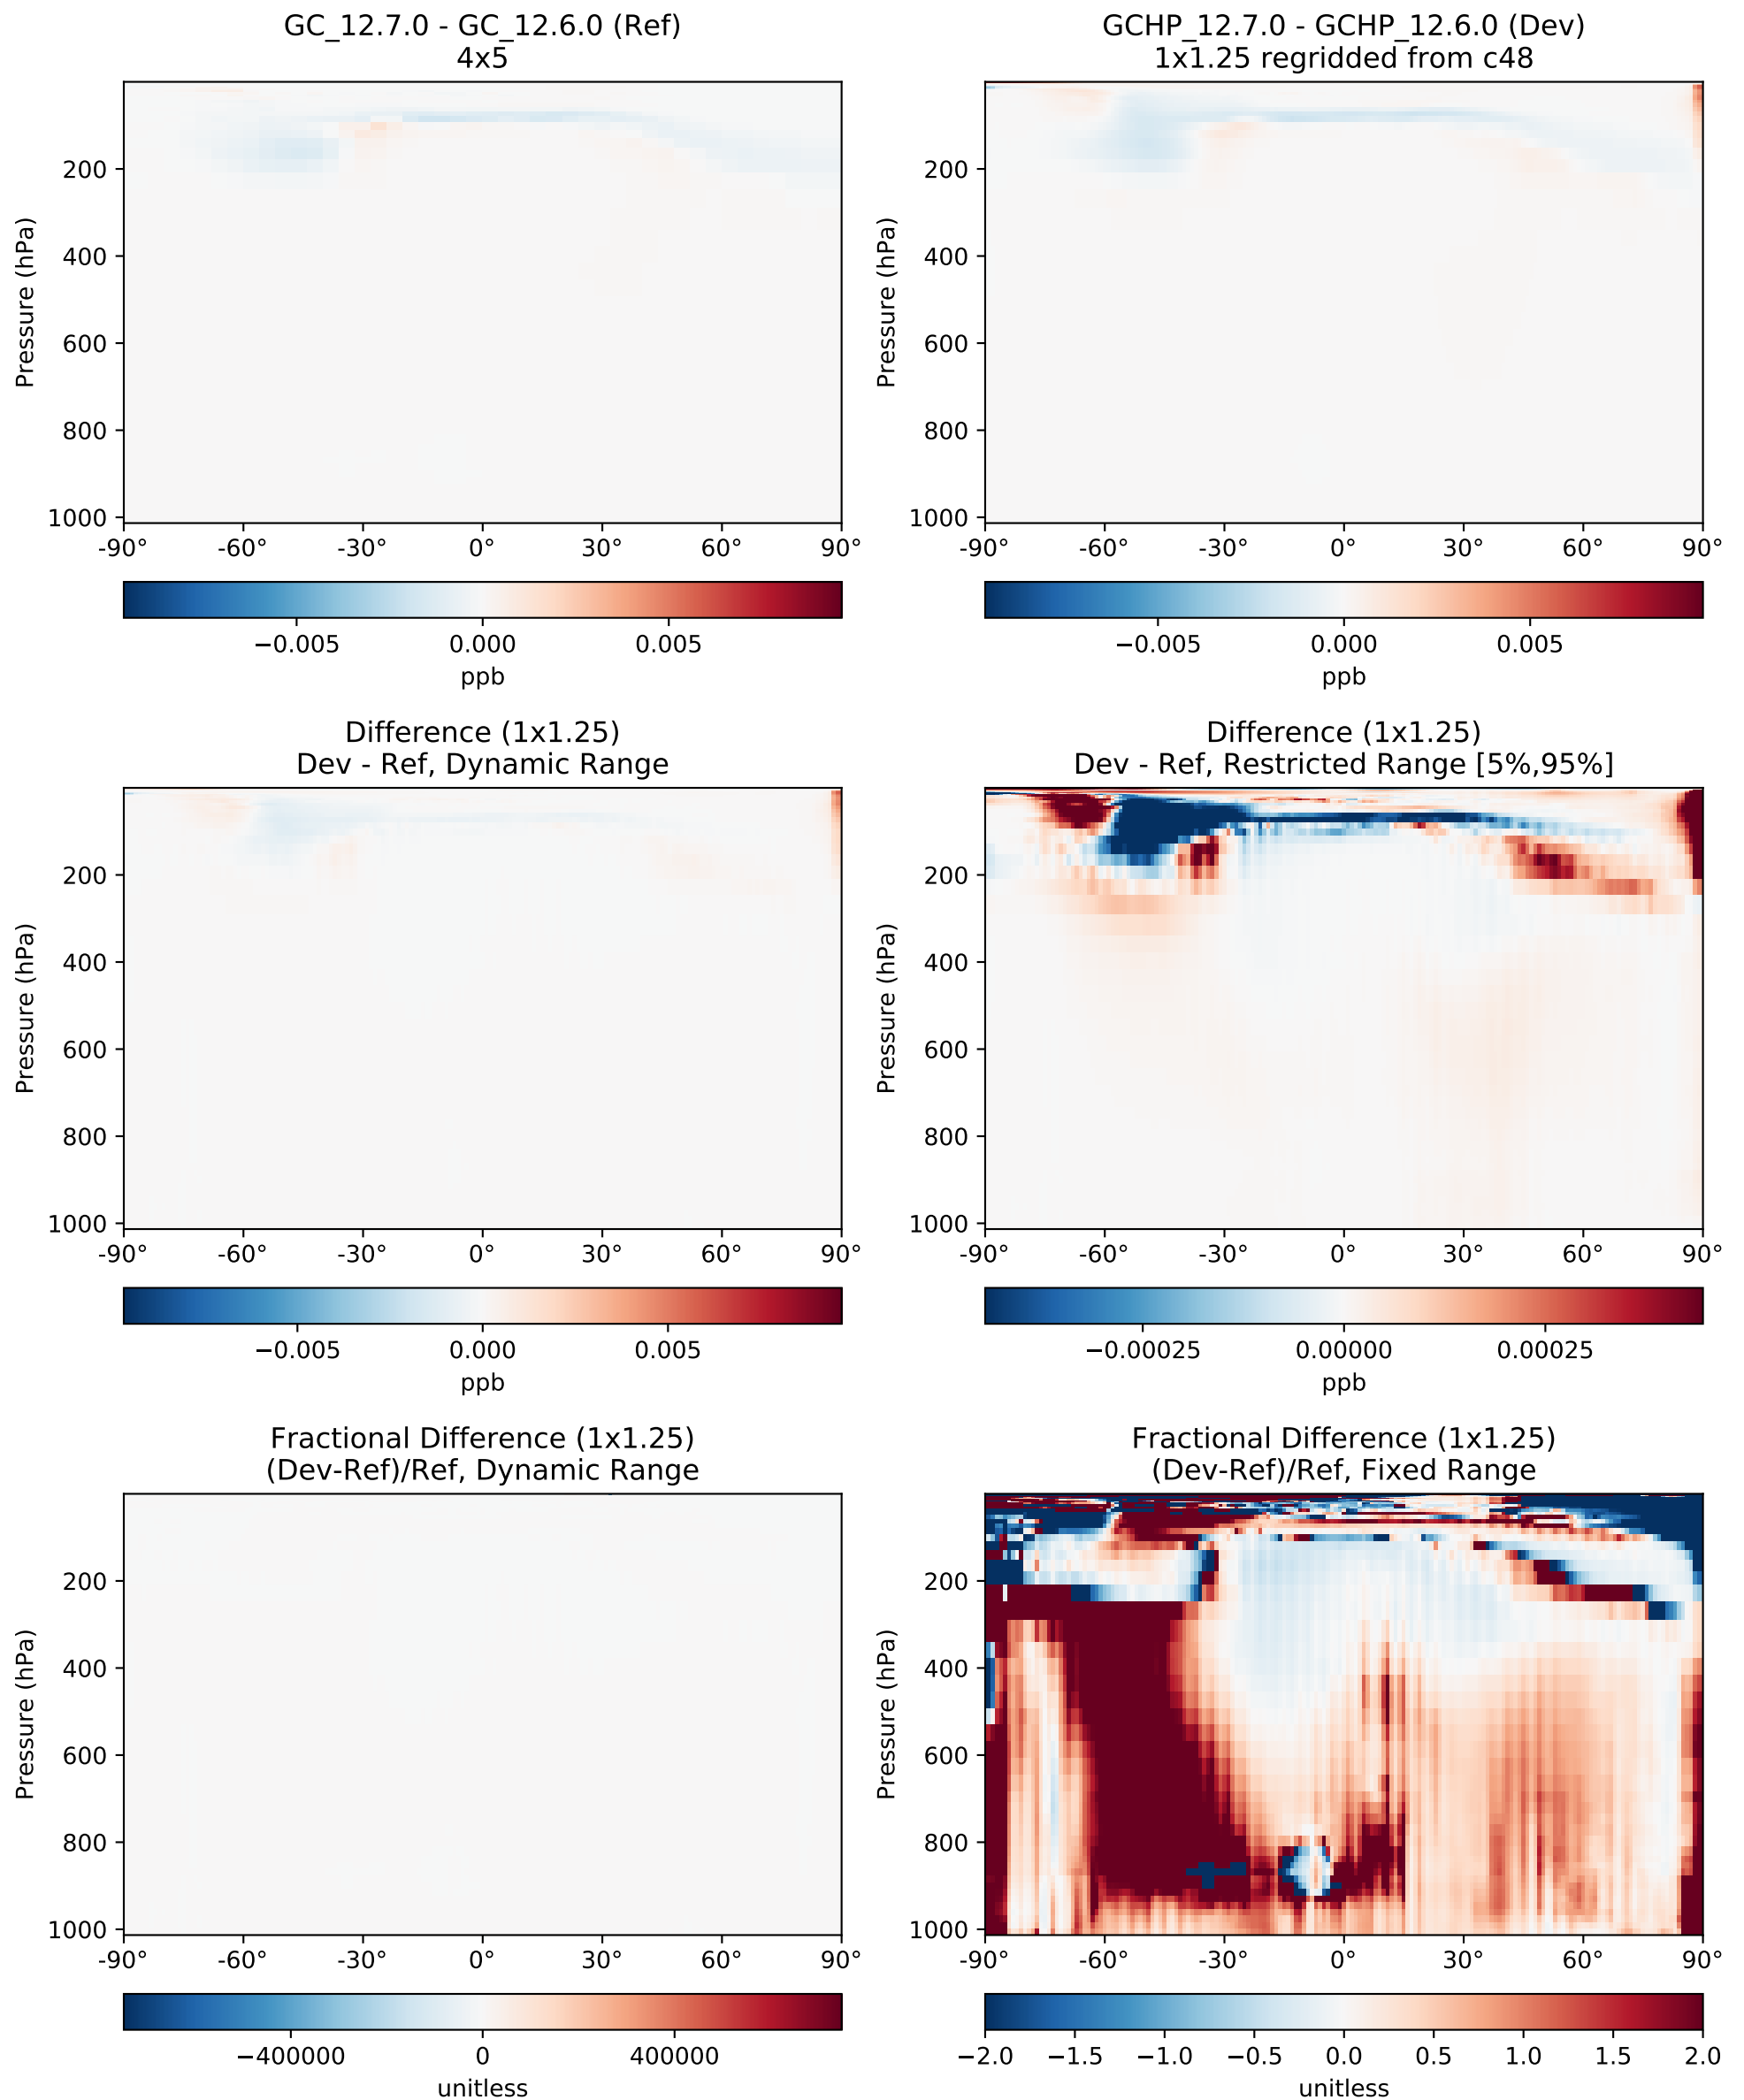 GC_12.7.0 - GC_12.6.0 (Ref)
4x5
Pressure (hPa)
200
400
600
800
1000
-90° -60° -30° 0° 30° 60° 90°
−0.005 0.000 0.005
ppb
GCHP_12.7.0 - GCHP_12.6.0 (Dev)
1x1.25 regridded from c48
Pressure (hPa)
200
400
600
800
1000
-90° -60° -30° 0° 30° 60° 90°
−0.005 0.000 0.005
ppb
Difference (1x1.25)
Dev - Ref, Dynamic Range
Pressure (hPa)
200
400
600
800
1000
-90° -60° -30° 0° 30° 60° 90°
−0.005 0.000 0.005
ppb
Difference (1x1.25)
Dev - Ref, Restricted Range [5%,95%]
Pressure (hPa)
200
400
600
800
1000
-90° -60° -30° 0° 30° 60° 90°
−0.00025 0.00000 0.00025
ppb
Fractional Difference (1x1.25)
(Dev-Ref)/Ref, Dynamic Range
Pressure (hPa)
200
400
600
800
1000
-90° -60° -30° 0° 30° 60° 90°
−400000 0 400000
unitless
Fractional Difference (1x1.25)
(Dev-Ref)/Ref, Fixed Range
Pressure (hPa)
200
400
600
800
1000
-90° -60° -30° 0° 30° 60° 90°
−2.0 −1.5 −1.0 −0.5 0.0 0.5 1.0 1.5 2.0
unitless